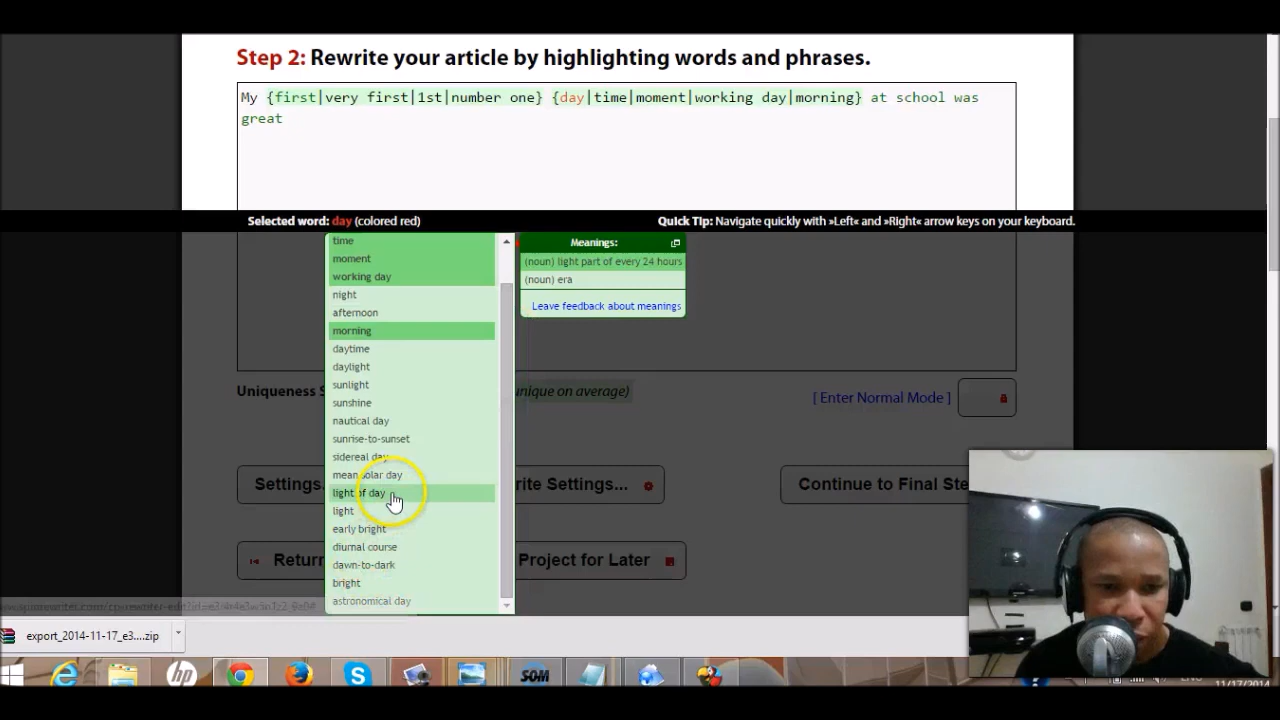 Step 2: Rewrite your article by highlighting words and phrases.
My {first|very first|1st|number one} {day|time|moment|working day|morning} at school was
great
Selected word: day (colored red)
Quick Tip: Navigate quickly with »Left« and »Right« arrow keys on your keyboard.
time
moment
working day
night
afternoon
morning
daytime
daylight
sunlight
sunshine
nautical day
sunrise-to-sunset
sidereal day
mean solar day
light of day
light
early bright
diurnal course
dawn-to-dark
bright
astronomical day
Meanings:
(noun) light part of every 24 hours
(noun) era
Leave feedback about meanings
Uniqueness
nique on average)
[ Enter Normal Mode ]
Settings.
rite Settings...
Continue to Final Ste
Return
Project for Later
export_2014-11-17_e3....zip
hp
SOM
11/17/2014